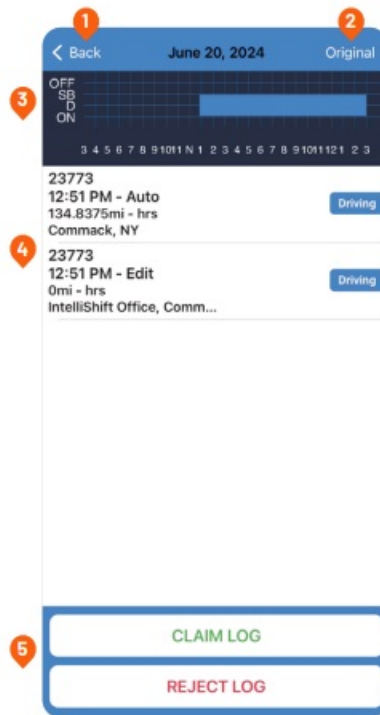 1
2
Back June 20, 2024 Original
3
OFF
SB
D
ON
3 4 5 6 7 8 9 10 11 N 1 2 3 4 5 6 7 8 9 10 11 12 1 2 3
23773
12:51 PM - Auto
134.8375mi - hrs
Driving
Commack, NY
4
23773
12:51 PM - Edit
0mi - hrs
Driving
IntelliShift Office, Comm...
5
CLAIM LOG
REJECT LOG